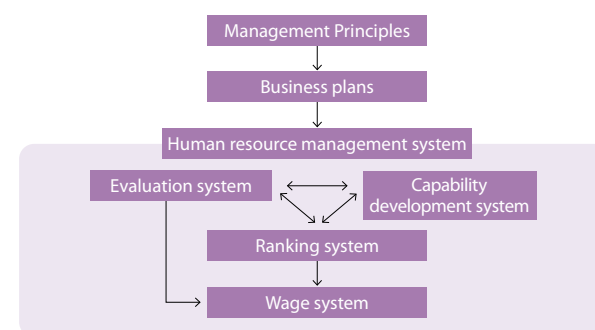 Management Principles
Business plans
Human resource management system
Evaluation system
Capability
development system
Ranking system
Wage system